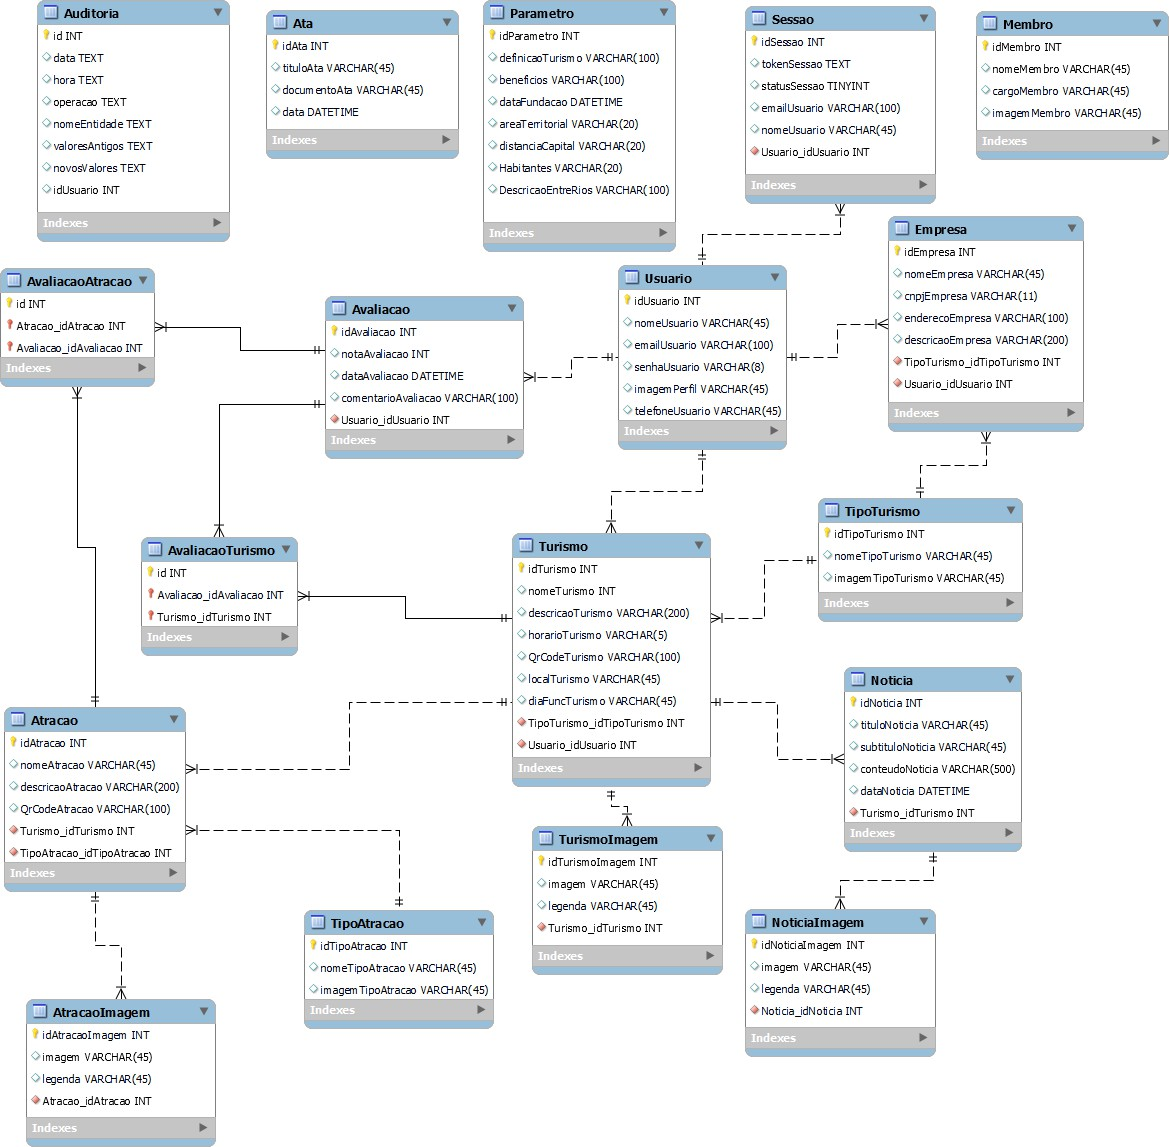 Auditoria
id INT
data TEXT
hora TEXT
operacao TEXT
nomeEntidade TEXT
valoresAntigos TEXT
novosValores TEXT
idUsuario INT
Indexes
Ata
idAta INT
tituloAta VARCHAR(45)
documentoAta VARCHAR(45)
data DATETIME
Indexes
Parametro
idParametro INT
definicaoTurismo VARCHAR(100)
beneficios VARCHAR(100)
dataFundacao DATETIME
areaTerritorial VARCHAR(20)
distanciaCapital VARCHAR(20)
Habitantes VARCHAR(20)
DescricaoEntreRios VARCHAR(100)
Indexes
Sessao
idSessao INT
tokenSessao TEXT
statusSessao TINYINT
emailUsuario VARCHAR(100)
nomeUsuario VARCHAR(45)
Usuario_idUsuario INT
Indexes
Membro
idMembro INT
nomeMembro VARCHAR(45)
cargoMembro VARCHAR(45)
imagemMembro VARCHAR(45)
Indexes
AvaliacaoAtracao
id INT
Atracao_idAtracao INT
Avaliacao_idAvaliacao INT
Indexes
Avaliacao
idAvaliacao INT
notaAvaliacao INT
dataAvaliacao DATETIME
comentarioAvaliacao VARCHAR(100)
Usuario_idUsuario INT
Indexes
Usuario
idUsuario INT
nomeUsuario VARCHAR(45)
emailUsuario VARCHAR(100)
senhaUsuario VARCHAR(8)
imagemPerfil VARCHAR(45)
telefoneUsuario VARCHAR(45)
Indexes
Empresa
idEmpresa INT
nomeEmpresa VARCHAR(45)
cnpjEmpresa VARCHAR(11)
enderecoEmpresa VARCHAR(100)
descricaoEmpresa VARCHAR(200)
TipoTurismo_idTipoTurismo INT
Usuario_idUsuario INT
Indexes
AvaliacaoTurismo
id INT
Avaliacao_idAvaliacao INT
Turismo_idTurismo INT
Indexes
Turismo
idTurismo INT
nomeTurismo INT
descricaoTurismo VARCHAR(200)
horarioTurismo VARCHAR(5)
QrCodeTurismo VARCHAR(100)
localTurismo VARCHAR(45)
diaFuncTurismo VARCHAR(45)
TipoTurismo_idTipoTurismo INT
Usuario_idUsuario INT
Indexes
TipoTurismo
idTipoTurismo INT
nomeTipoTurismo VARCHAR(45)
imagemTipoTurismo VARCHAR(45)
Indexes
Noticia
idNoticia INT
tituloNoticia VARCHAR(45)
subtituloNoticia VARCHAR(45)
conteudoNoticia VARCHAR(500)
dataNoticia DATETIME
Turismo_idTurismo INT
Indexes
Atracao
idAtracao INT
nomeAtracao VARCHAR(45)
descricaoAtracao VARCHAR(200)
QrCodeAtracao VARCHAR(100)
Turismo_idTurismo INT
TipoAtracao_idTipoAtracao INT
Indexes
TurismoImagem
idTurismoImagem INT
imagem VARCHAR(45)
legenda VARCHAR(45)
Turismo_idTurismo INT
Indexes
TipoAtracao
idTipoAtracao INT
nomeTipoAtracao VARCHAR(45)
imagemTipoAtracao VARCHAR(45)
Indexes
NoticiaImagem
idNoticiaImagem INT
imagem VARCHAR(45)
legenda VARCHAR(45)
Noticia_idNoticia INT
Indexes
AtracaoImagem
idAtracaoImagem INT
imagem VARCHAR(45)
legenda VARCHAR(45)
Atracao_idAtracao INT
Indexes